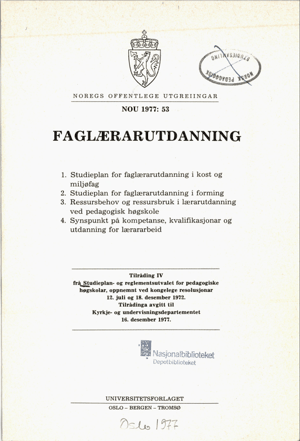 NOREGS OFFENTLEGE UTGREIINGAR
NOU 1977: 53
FAGLÆRARUTDANNING
1. Studieplan for faglærarutdanning i kost og
miljøfag
2. Studieplan for faglærarutdanning i forming
3. Ressursbehov og ressursbruk i lærarutdanning
ved pedagogisk høgskole
4. Synspunkt på kompetanse, kvalifikasjonar og
utdanning for lærararbeid
Tilråding IV
frå Studieplan- og reglementsutvalet for pedagogiske
høgskolar, oppnemnt ved kongelege resolusjonar
12. juli og 18. desember 1972.
Tilrådinga avgitt til
Kyrkje- og undervisningsdepartementet
16. desember 1977.
Nasjonalbiblioteket
Depotbiblioteket
UNIVERSITETSFORLAGET
OSLO – BERGEN – TROMSØ
Oslo 1977